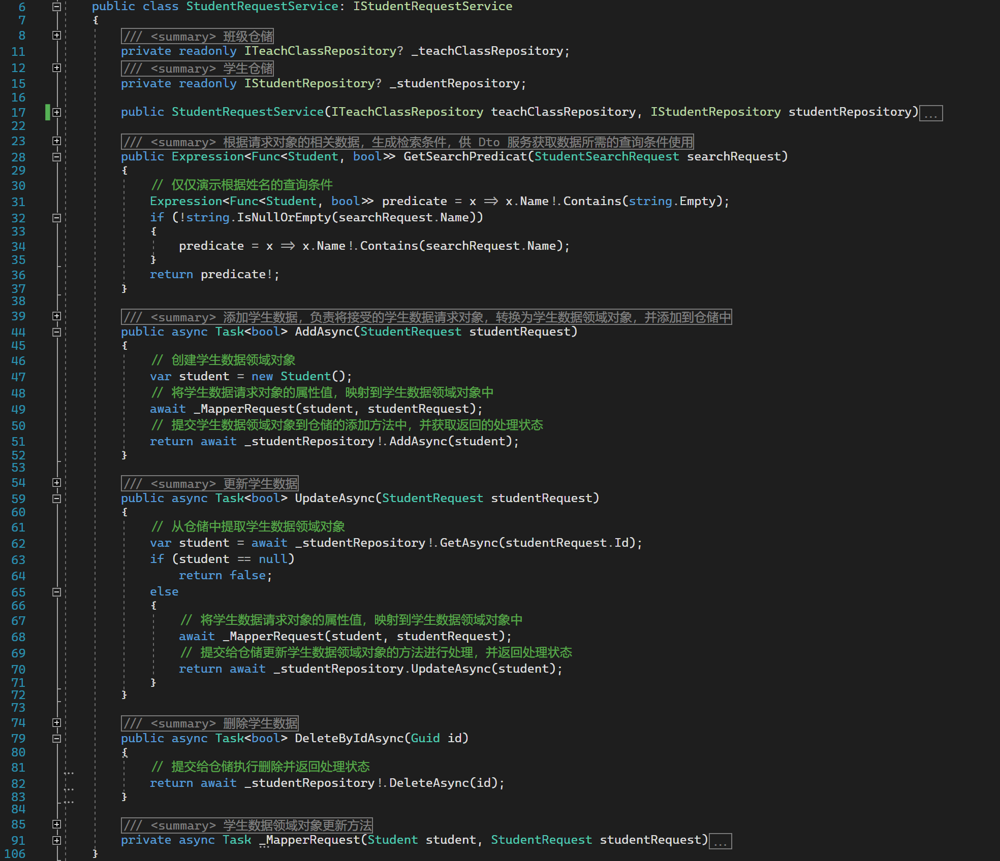 6 public class StudentRequestService: IStudentRequestService
7 {
8 /// <summary> 班级仓储
11 private readonly ITeachClassRepository? _teachClassRepository;
12 /// <summary> 学生仓储
15 private readonly IStudentRepository? _studentRepository;
16
17 public StudentRequestService(ITeachClassRepository teachClassRepository, IStudentRepository studentRepository)...
22
23 /// <summary> 根据请求对象的相关数据，生成检索条件，供 Dto 服务获取数据所需的查询条件使用
28 public Expression<Func<Student, bool>> GetSearchPredicat(StudentSearchRequest searchRequest)
29 {
30 // 仅仅演示根据姓名的查询条件
31 Expression<Func<Student, bool>> predicate = x => x.Name!.Contains(string.Empty);
32 if (!string.IsNullOrEmpty(searchRequest.Name))
33 {
34 predicate = x => x.Name!.Contains(searchRequest.Name);
35 }
36 return predicate!;
37 }
38
39 /// <summary> 添加学生数据，负责将接受的学生数据请求对象，转换为学生数据领域对象，并添加到仓储中
44 public async Task<bool> AddAsync(StudentRequest studentRequest)
45 {
46 // 创建学生数据领域对象
47 var student = new Student();
48 // 将学生数据请求对象的属性值，映射到学生数据领域对象中
49 await _MapperRequest(student, studentRequest);
50 // 提交学生数据领域对象到仓储的添加方法中，并获取返回的处理状态
51 return await _studentRepository!.AddAsync(student);
52 }
53
54 /// <summary> 更新学生数据
59 public async Task<bool> UpdateAsync(StudentRequest studentRequest)
60 {
61 // 从仓储中提取学生数据领域对象
62 var student = await _studentRepository!.GetAsync(studentRequest.Id);
63 if (student == null)
64 return false;
65 else
66 {
67 // 将学生数据请求对象的属性值，映射到学生数据领域对象中
68 await _MapperRequest(student, studentRequest);
69 // 提交给仓储更新学生数据领域对象的方法进行处理，并返回处理状态
70 return await _studentRepository.UpdateAsync(student);
71 }
72 }
73
74 /// <summary> 删除学生数据
79 public async Task<bool> DeleteByIdAsync(Guid id)
80 {
81 // 提交给仓储执行删除并返回处理状态
82 return await _studentRepository!.DeleteAsync(id);
83 }
84
85 /// <summary> 学生数据领域对象更新方法
91 private async Task _MapperRequest(Student student, StudentRequest studentRequest)...
106 }